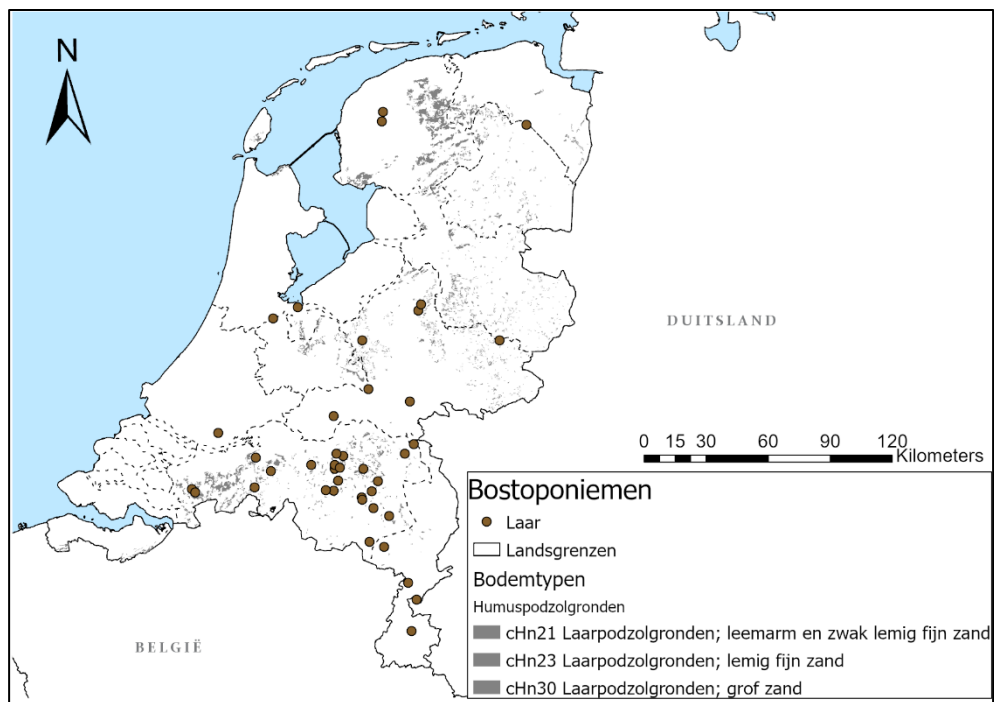 N
DUITSLAND
0 15 30 60 90 120
Kilometers
BELGIË
Bostoponiemen
Laar
Landsgrenzen
Bodemtypen
Humuspodzolgronden
cHn21 Laarpodzolgronden; leemarm en zwak lemig fijn zand
cHn23 Laarpodzolgronden; lemig fijn zand
cHn30 Laarpodzolgronden; grof zand